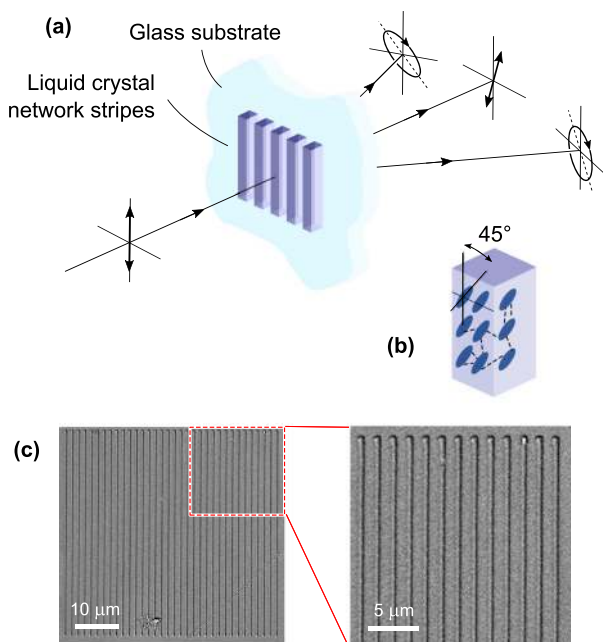 (a)
Glass substrate
Liquid crystal
network stripes
45°
(b)
(c)
10 μm
5 μm